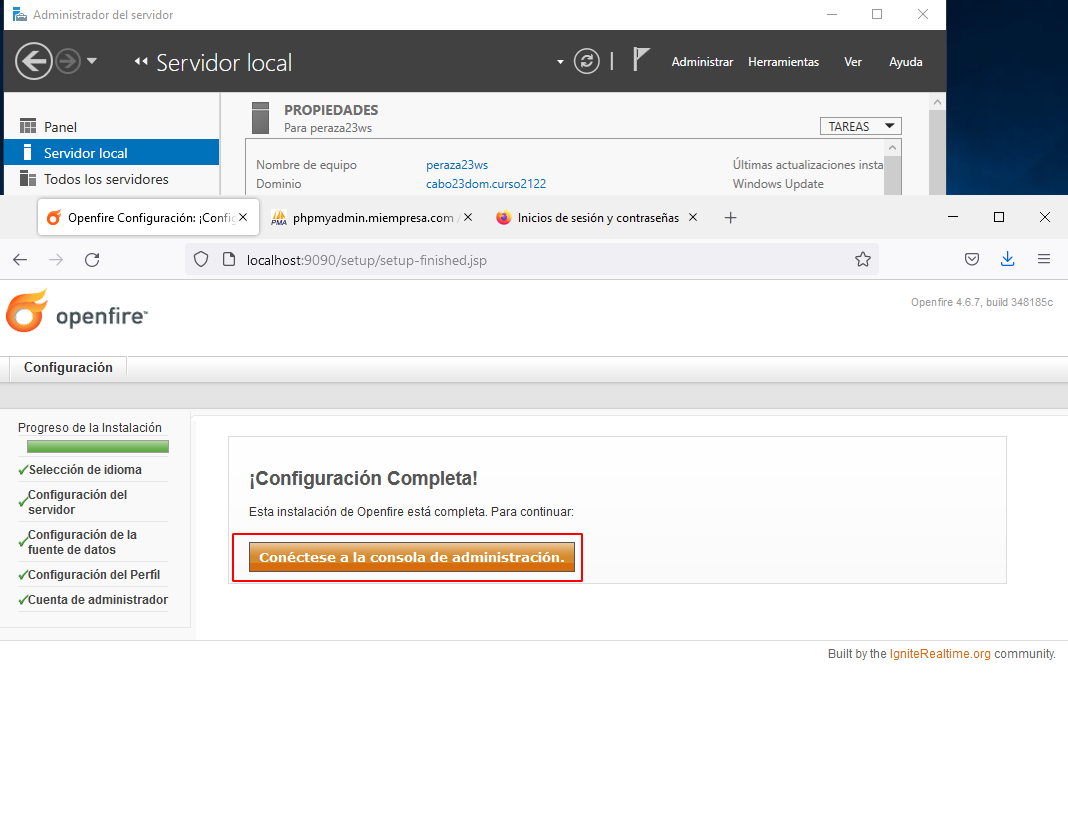 Administrador del servidor
Servidor local
Administrar Herramientas Ver Ayuda
Panel
Servidor local
Todos los servidores
PROPIEDADES
Para peraza23ws
TAREAS
Nombre de equipo peraza23ws Últimas actualizaciones insta
Dominio cabo23dom.curso2122 Windows Update
Openfire Configuración: ¡Config
PMA
phpmyadmin.miempresa.com /
Inicios de sesión y contraseñas
localhost:9090/setup/setup-finished.jsp
openfire™
Openfire 4.6.7, build 348185c
Configuración
Progreso de la Instalación
Selección de idioma
Configuración del
servidor
Configuración de la
fuente de datos
Configuración del Perfil
Cuenta de administrador
¡Configuración Completa!
Esta instalación de Openfire está completa. Para continuar:
Conéctese a la consola de administración.
Built by the IgniteRealtime.org community.